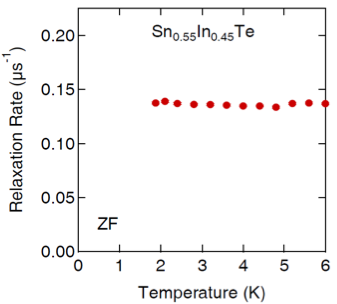 Sn₀.₅₅In₀.₄₅Te
0.20
0.15
0.10
0.05
0.00
Relaxation Rate (μs⁻¹)
ZF
0 1 2 3 4 5 6
Temperature (K)